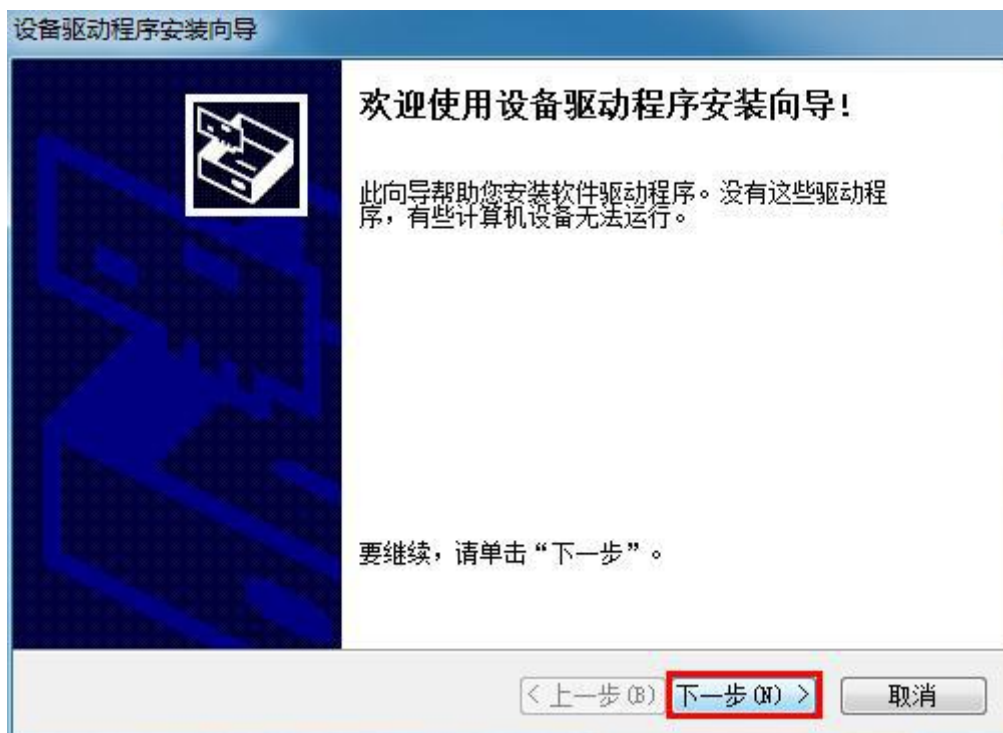 设备驱动程序安装向导
欢迎使用设备驱动程序安装向导!
此向导帮助您安装软件驱动程序。没有这些驱动程
序，有些计算机设备无法运行。
要继续，请单击“下一步”。
< 上一步(B) 下一步(N) > 取消